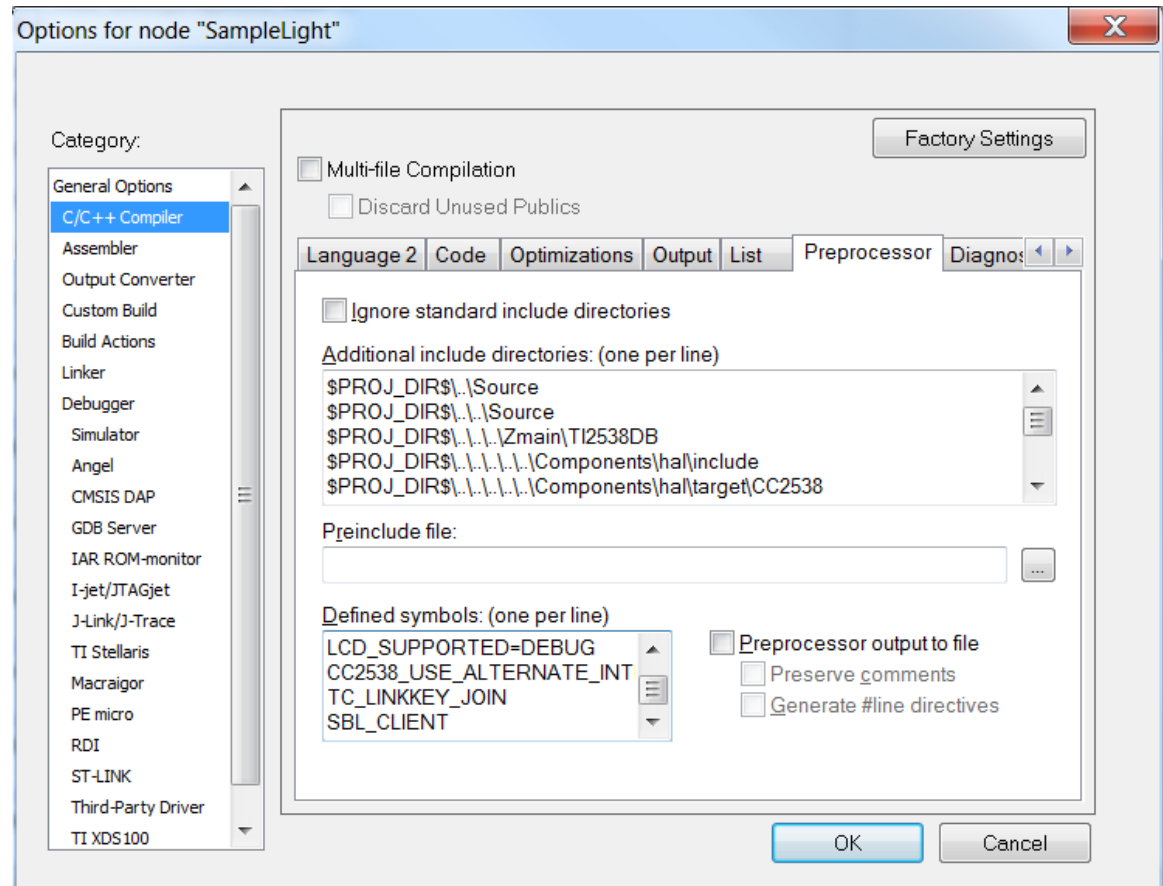 Options for node "SampleLight"
X
Category:
General Options
C/C++ Compiler
Assembler
Output Converter
Custom Build
Build Actions
Linker
Debugger
Simulator
Angel
CMSIS DAP
GDB Server
IAR ROM-monitor
I-jet/JTAGjet
J-Link/J-Trace
TI Stellaris
Macraigor
PE micro
RDI
ST-LINK
Third-Party Driver
TI XDS100
Factory Settings
Multi-file Compilation
Discard Unused Publics
Language 2 Code Optimizations Output List Preprocessor Diagnos
Ignore standard include directories
Additional include directories: (one per line)
$PROJ_DIR$\..\Source
$PROJ_DIR$\..\..\Source
$PROJ_DIR$\..\..\..\Zmain\TI2538DB
$PROJ_DIR$\..\..\..\..\..\Components\hal\include
$PROJ_DIR$\..\..\..\..\..\Components\hal\target\CC2538
Preinclude file:
...
Defined symbols: (one per line)
LCD_SUPPORTED=DEBUG
CC2538_USE_ALTERNATE_INT
TC_LINKKEY_JOIN
SBL_CLIENT
Preprocessor output to file
Preserve comments
Generate #line directives
OK Cancel